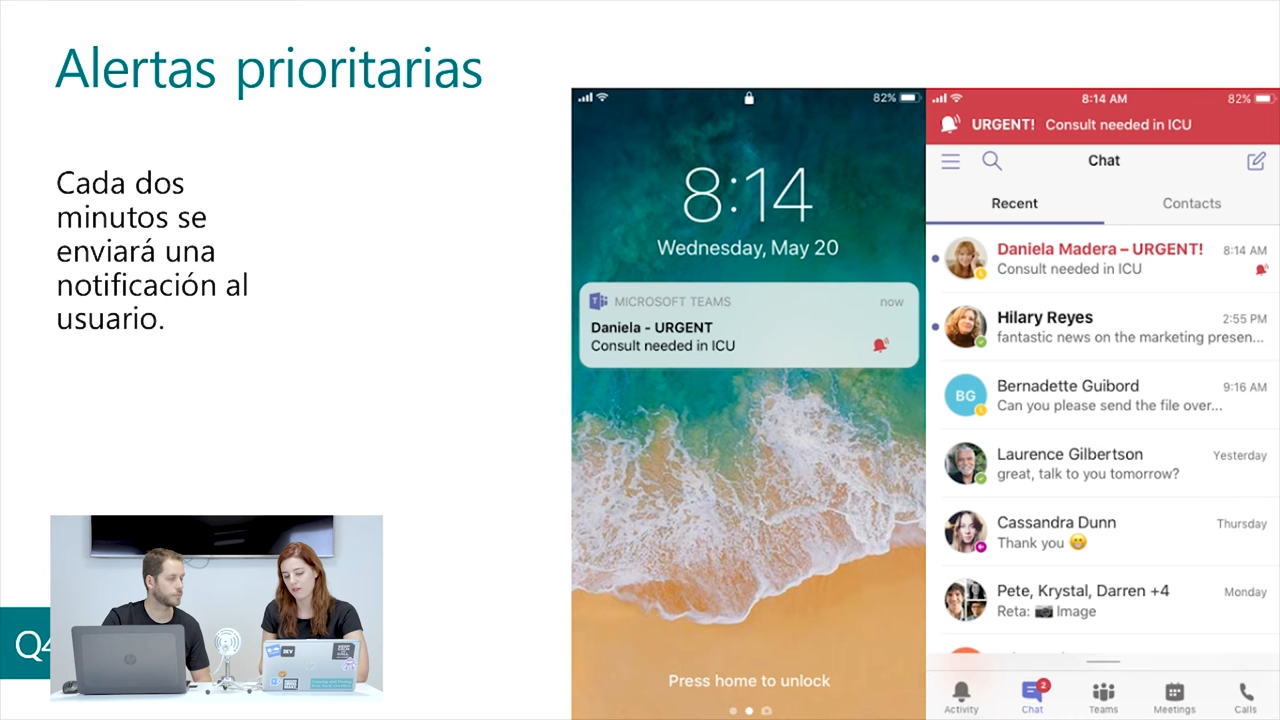 Alertas prioritarias
Cada dos
minutos se
enviará una
notificación al
usuario.
82%
8:14
Wednesday, May 20
MICROSOFT TEAMS
now
Daniela - URGENT
Consult needed in ICU
Press home to unlock
8:14 AM
82%
URGENT! Consult needed in ICU
Chat
Recent
Contacts
Daniela Madera – URGENT!
8:14 AM
Consult needed in ICU
Hilary Reyes
2:55 PM
fantastic news on the marketing presen...
BG
Bernadette Guibord
9:16 AM
Can you please send the file over...
Laurence Gilbertson
Yesterday
great, talk to you tomorrow?
Cassandra Dunn
Thursday
Thank you 😀
Pete, Krystal, Darren +4
Monday
Reta: 📷 Image
Activity
2
Chat
Teams
Meetings
Calls
Q4
hp